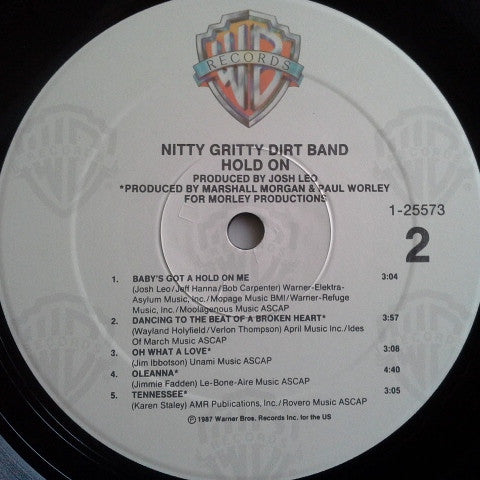 WB
RECORDS
NITTY GRITTY DIRT BAND
HOLD ON
PRODUCED BY JOSH LEO
*PRODUCED BY MARSHALL MORGAN & PAUL WORLEY
FOR MORLEY PRODUCTIONS
1-25573
2
1. BABY'S GOT A HOLD ON ME 3:04
(Josh Leo/Jeff Hanna/Bob Carpenter) Warner-Elektra-
Asylum Music, Inc./Mopage Music BMI/Warner-Refuge
Music, Inc./Moolagenous Music ASCAP
2. DANCING TO THE BEAT OF A BROKEN HEART* 3:57
(Wayland Holyfield/Verlon Thompson) April Music Inc./Ides
Of March Music ASCAP
3. OH WHAT A LOVE* 3:08
(Jim Ibbotson) Unami Music ASCAP
4. OLEANNA* 4:40
(Jimmie Fadden) Le-Bone-Aire Music ASCAP
5. TENNESSEE* 3:05
(Karen Staley) AMR Publications, Inc./Rovero Music ASCAP
℗ 1987 Warner Bros. Records Inc. for the US